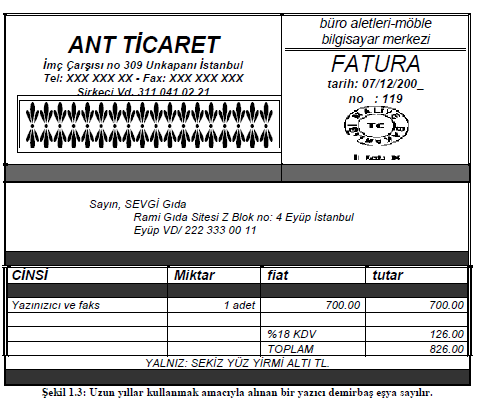 ANT TİCARET
İmç Çarşısı no 309 Unkapanı İstanbul
Tel: XXX XXX XX - Fax: XXX XXX XXX
Sirkeci Vd. 311 041 02 21
büro aletleri-möble
bilgisayar merkezi
FATURA
tarih: 07/12/200_
no : 119
TC
Sayın, SEVGİ Gıda
Rami Gıda Sitesi Z Blok no: 4 Eyüp İstanbul
Eyüp VD/ 222 333 00 11
CİNSİ Miktar fiat tutar
Yazınızıcı ve faks 1 adet 700.00 700.00
%18 KDV 126.00
TOPLAM 826.00
YALNIZ: SEKİZ YÜZ YİRMİ ALTI TL.
Şekil 1.3: Uzun yıllar kullanmak amacıyla alınan bir yazıcı demirbaş eşya sayılır.